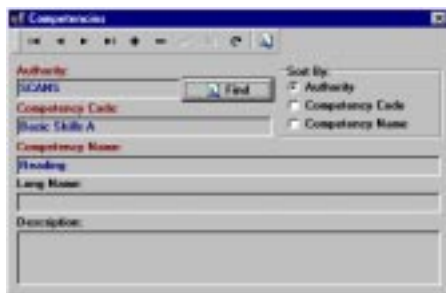 Competencies
Authority:
SCANS
Find
Competency Code:
Basic Skills A
Competency Name:
Reading
Long Name:
Description:
Sort By:
Authority
Competency Code
Competency Name